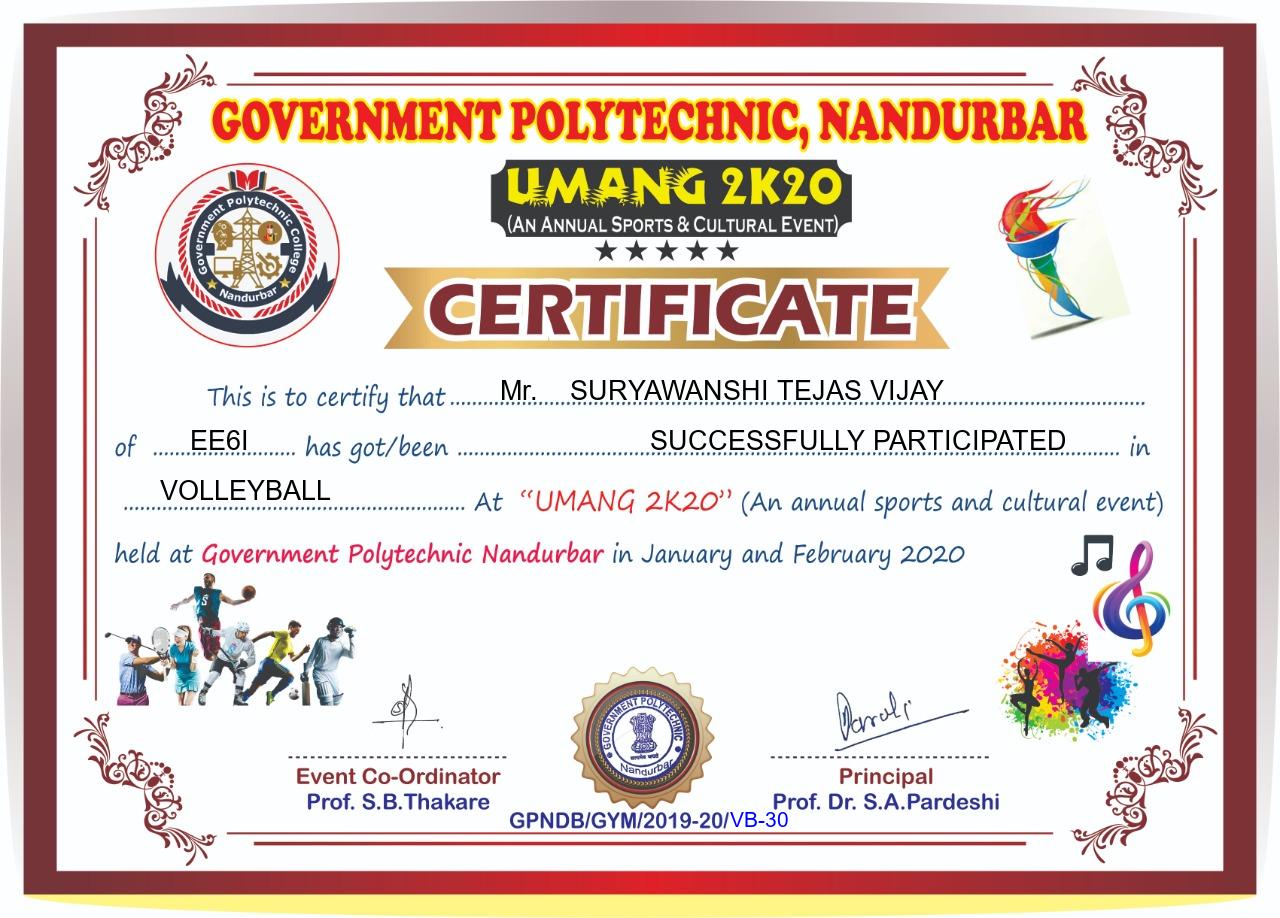 GOVERNMENT POLYTECHNIC, NANDURBAR
UMANG 2K20
(AN ANNUAL SPORTS & CULTURAL EVENT)
Government Polytechnic College
Nandurbar
CERTIFICATE
This is to certify that Mr. SURYAWANSHI TEJAS VIJAY
of EE6I has got/been SUCCESSFULLY PARTICIPATED in
VOLLEYBALL At “UMANG 2K20” (An annual sports and cultural event)
held at Government Polytechnic Nandurbar in January and February 2020
S
GOVERNMENT POLYTECHNIC
सत्यमेव जयते
Nandurbar
Event Co-Ordinator
Prof. S.B.Thakare
Principal
Prof. Dr. S.A.Pardeshi
GPNDB/GYM/2019-20/VB-30